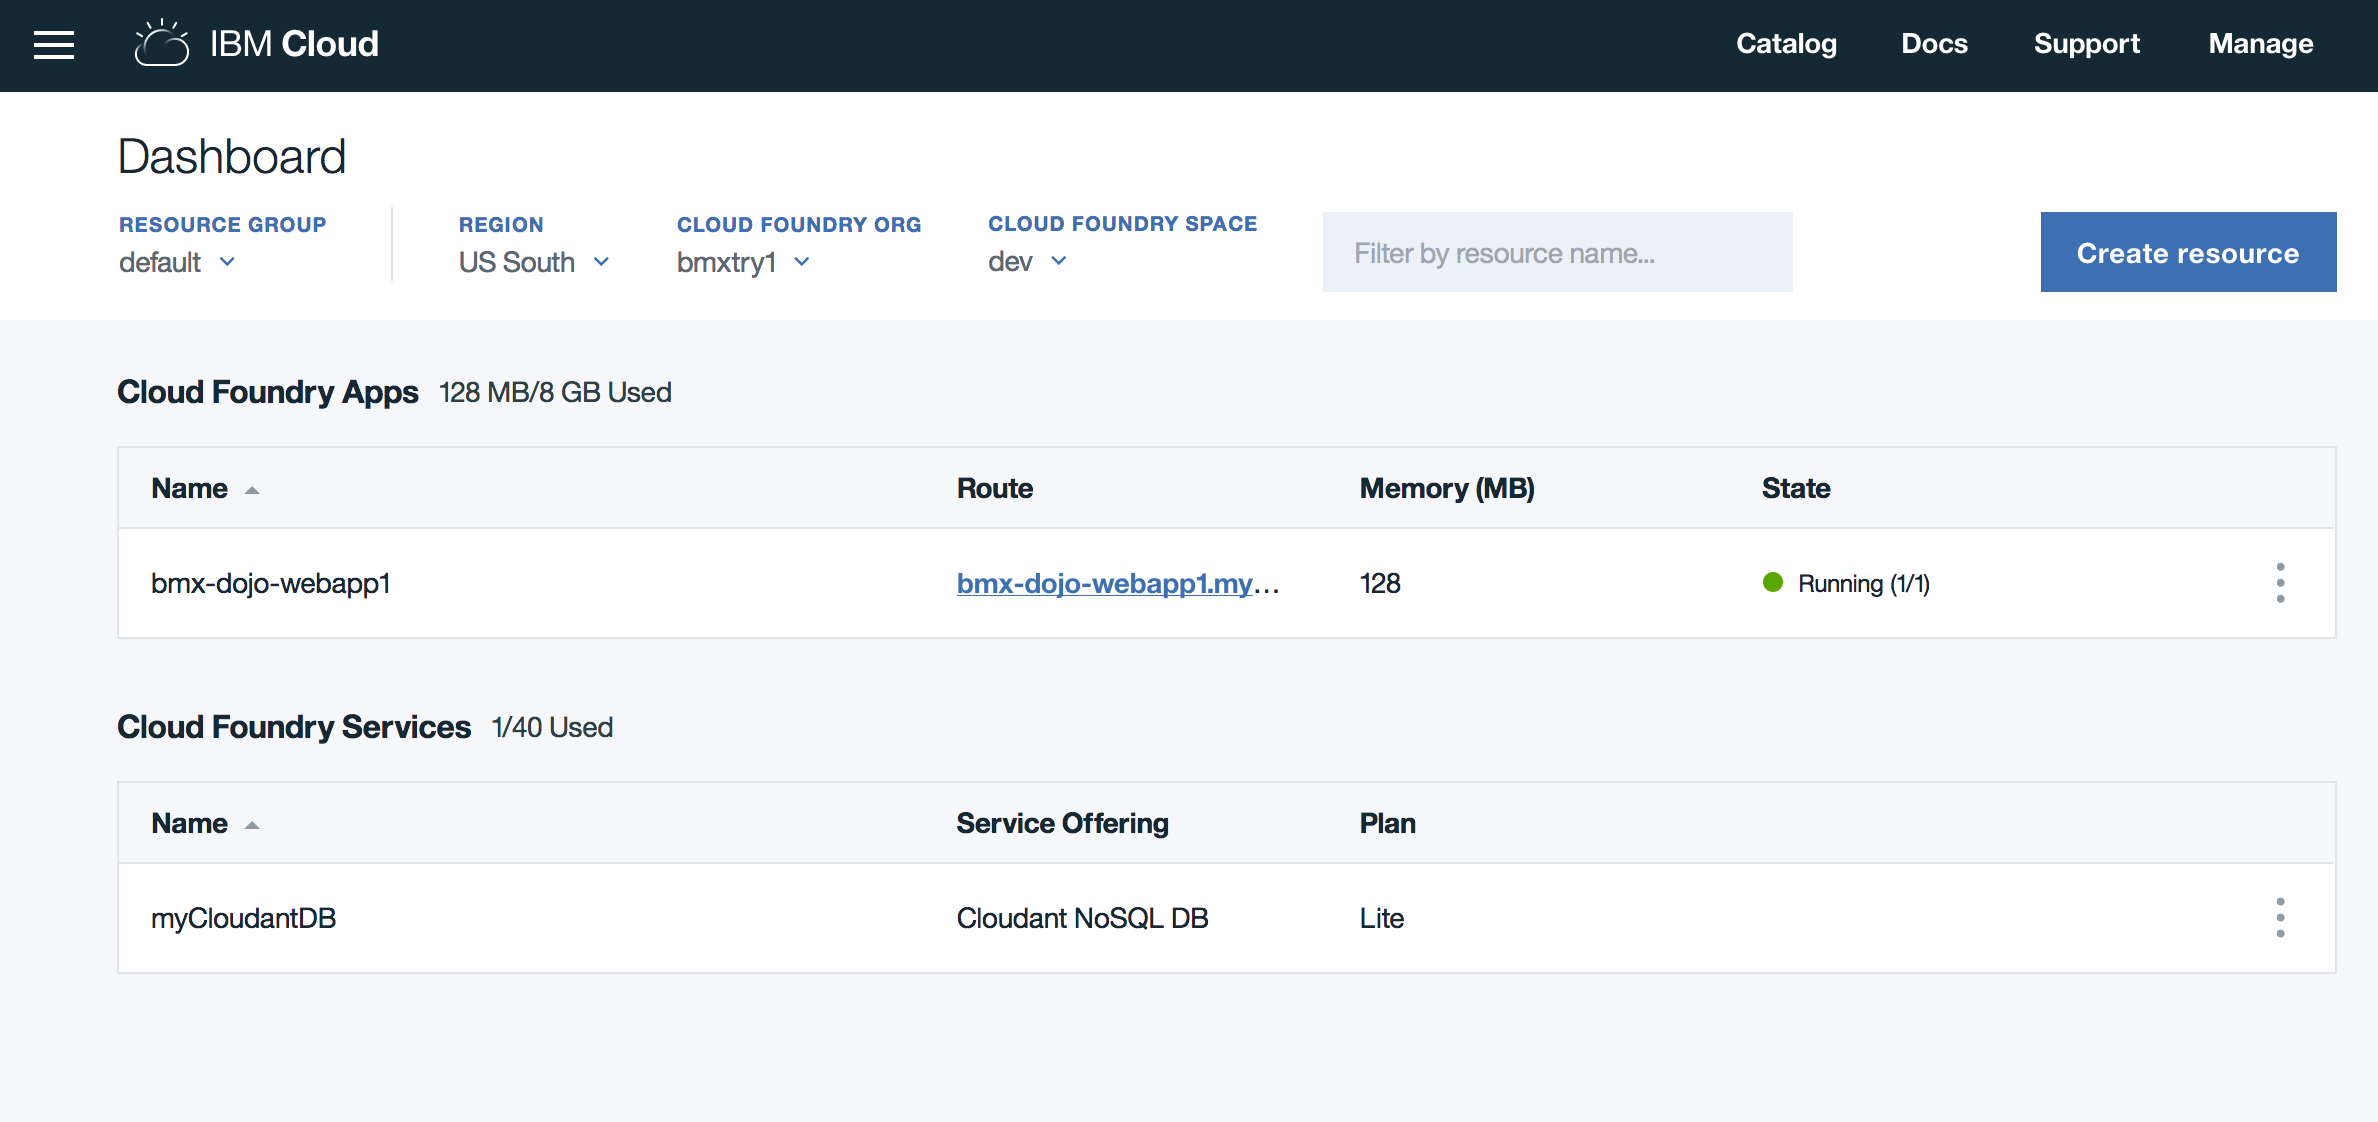 IBM Cloud Catalog Docs Support Manage
Dashboard
RESOURCE GROUP REGION CLOUD FOUNDRY ORG CLOUD FOUNDRY SPACE
default US South bmxtry1 dev Filter by resource name... Create resource
Cloud Foundry Apps 128 MB/8 GB Used
Name Route Memory (MB) State
bmx-dojo-webapp1 bmx-dojo-webapp1.my... 128 Running (1/1)
Cloud Foundry Services 1/40 Used
Name Service Offering Plan
myCloudantDB Cloudant NoSQL DB Lite